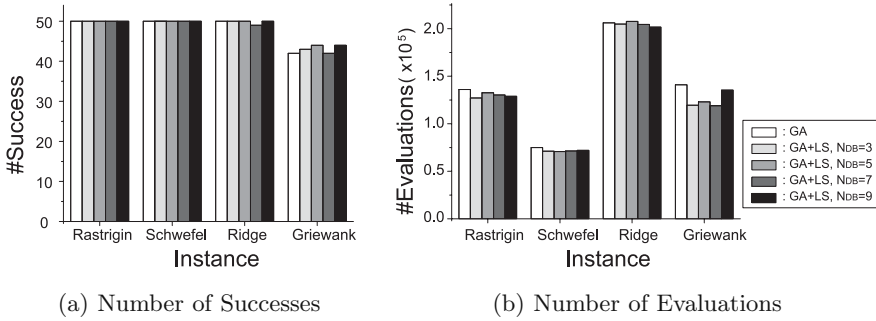 50
40
30
20
10
0
#Success
Rastrigin Schwefel Ridge Griewank
Instance
(a) Number of Successes
2.0
1.5
1.0
0.5
0.0
#Evaluations( x10⁵)
Rastrigin Schwefel Ridge Griewank
Instance
: GA
: GA+LS, NDB=3
: GA+LS, NDB=5
: GA+LS, NDB=7
: GA+LS, NDB=9
(b) Number of Evaluations